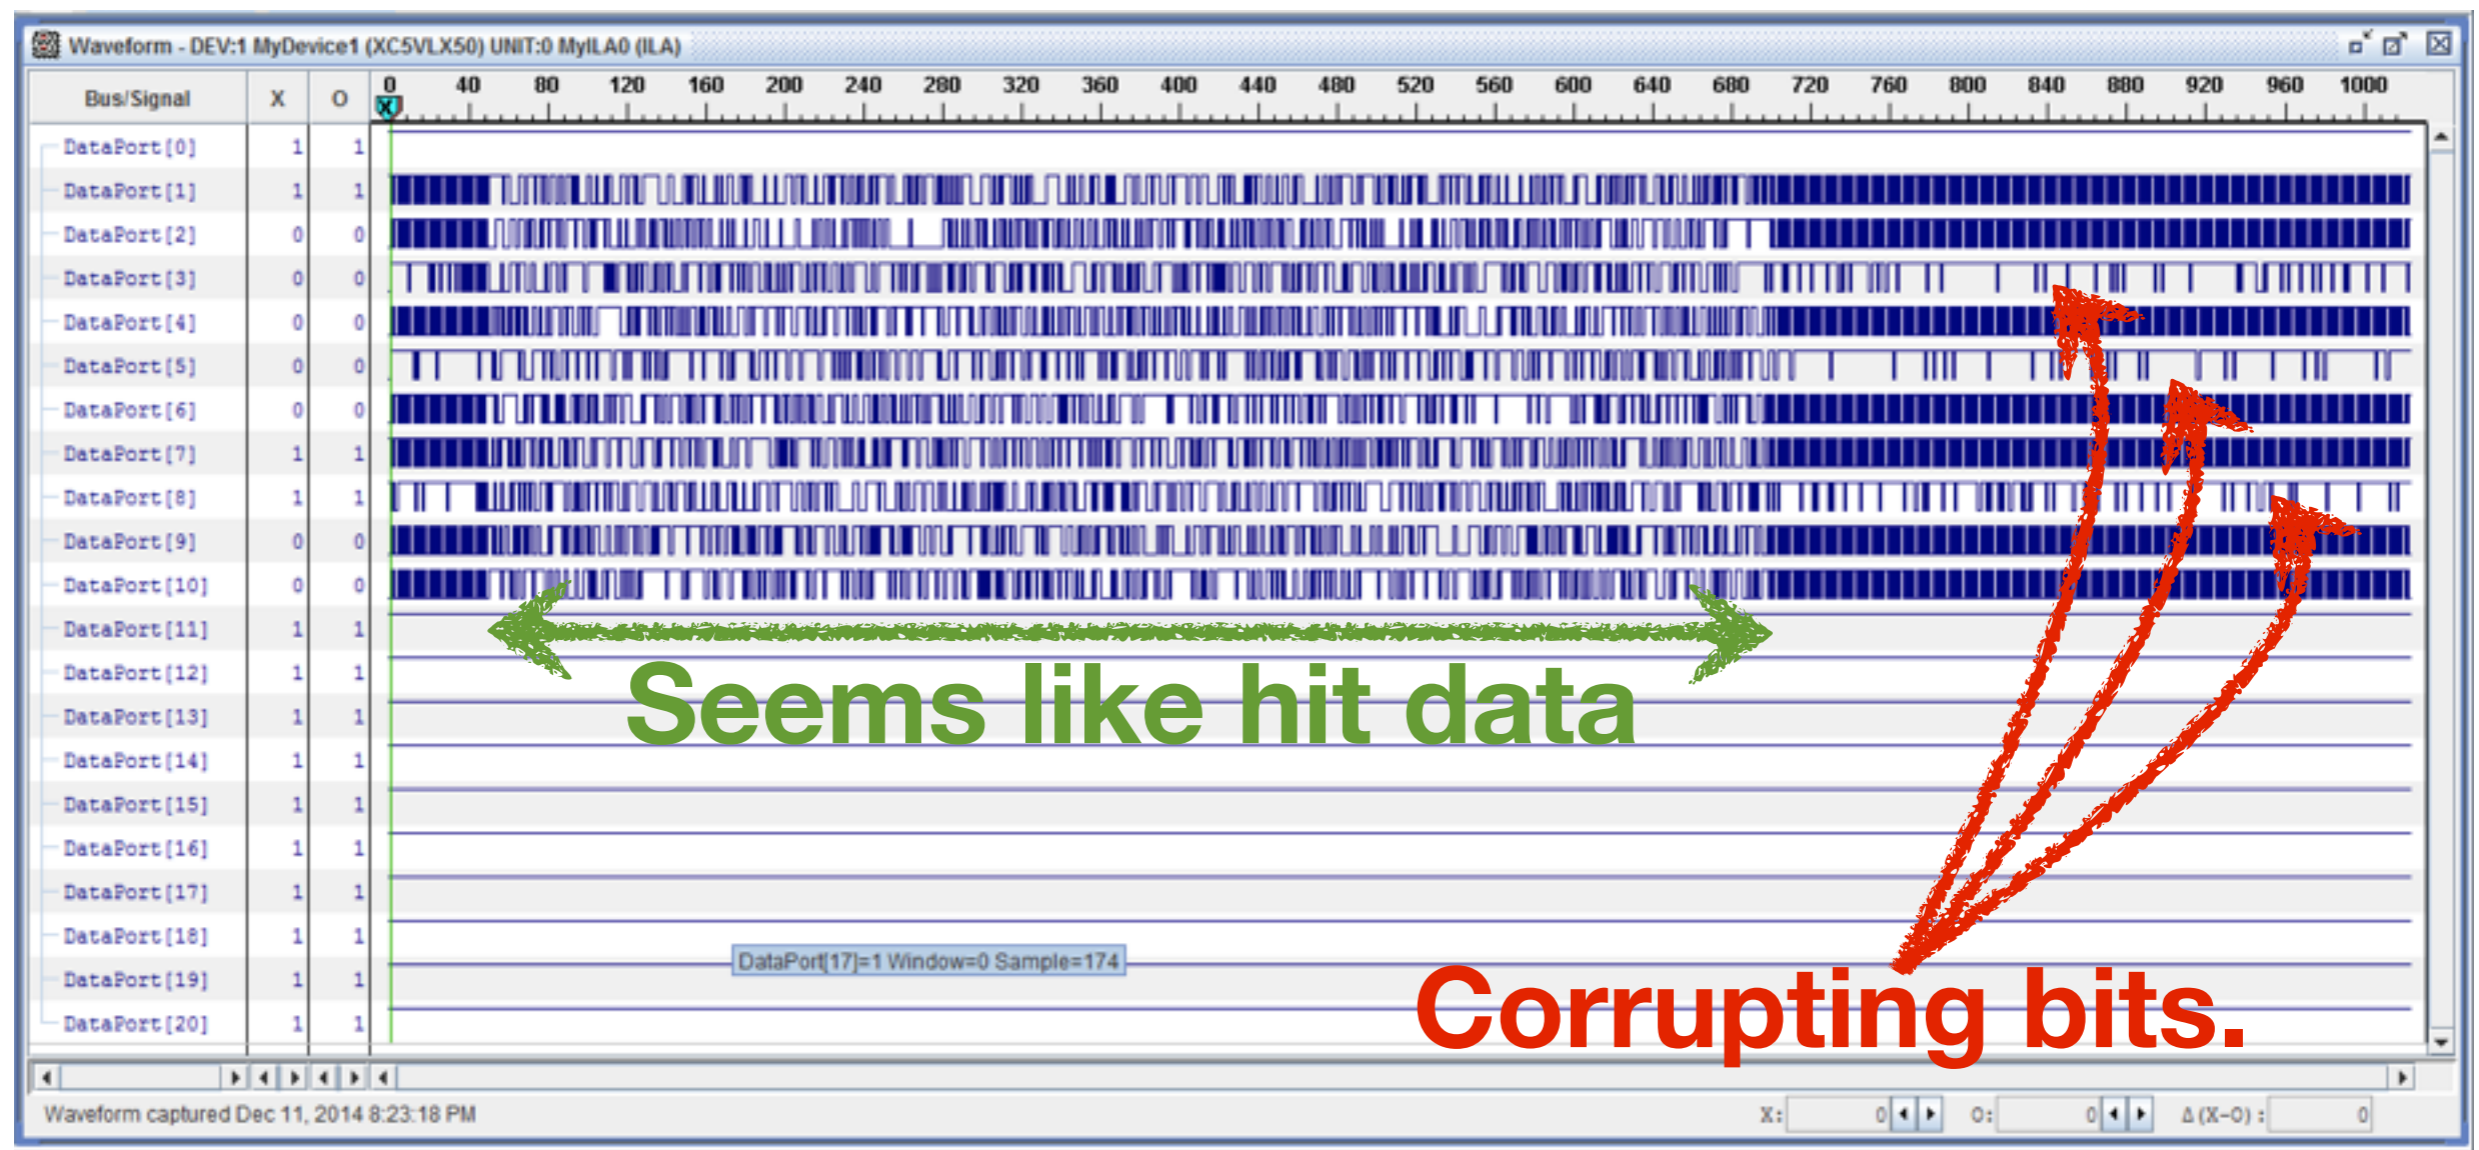 Waveform - DEV:1 MyDevice1 (XC5VLX50) UNIT:0 MyILA0 (ILA)
Bus/Signal X O 0 40 80 120 160 200 240 280 320 360 400 440 480 520 560 600 640 680 720 760 800 840 880 920 960 1000
X
DataPort[0] 1 1
DataPort[1] 1 1
DataPort[2] 0 0
DataPort[3] 0 0
DataPort[4] 0 0
DataPort[5] 0 0
DataPort[6] 0 0
DataPort[7] 1 1
DataPort[8] 1 1
DataPort[9] 0 0
DataPort[10] 0 0
DataPort[11] 1 1
DataPort[12] 1 1
Seems like hit data
DataPort[13] 1 1
DataPort[14] 1 1
DataPort[15] 1 1
DataPort[16] 1 1
DataPort[17] 1 1
DataPort[18] 1 1
DataPort[17]=1 Window=0 Sample=174
DataPort[19] 1 1
Corrupting bits.
DataPort[20] 1 1
Waveform captured Dec 11, 2014 8:23:18 PM X: 0 O: 0 Δ(X-O): 0